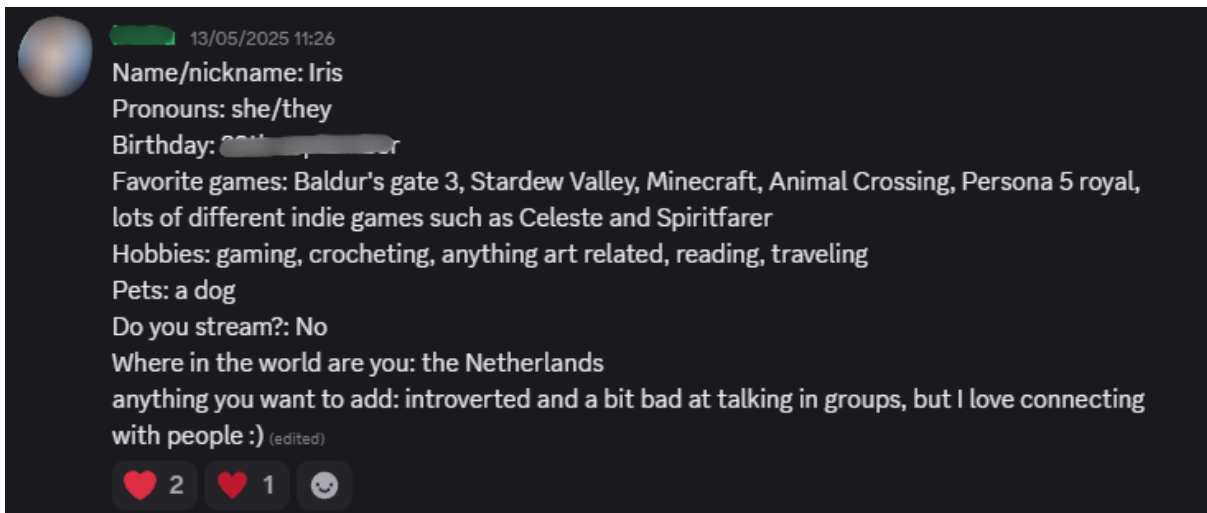 13/05/2025 11:26
Name/nickname: Iris
Pronouns: she/they
Birthday:
Favorite games: Baldur's gate 3, Stardew Valley, Minecraft, Animal Crossing, Persona 5 royal,
lots of different indie games such as Celeste and Spiritfarer
Hobbies: gaming, crocheting, anything art related, reading, traveling
Pets: a dog
Do you stream?: No
Where in the world are you: the Netherlands
anything you want to add: introverted and a bit bad at talking in groups, but I love connecting
with people :) (edited)
2 1